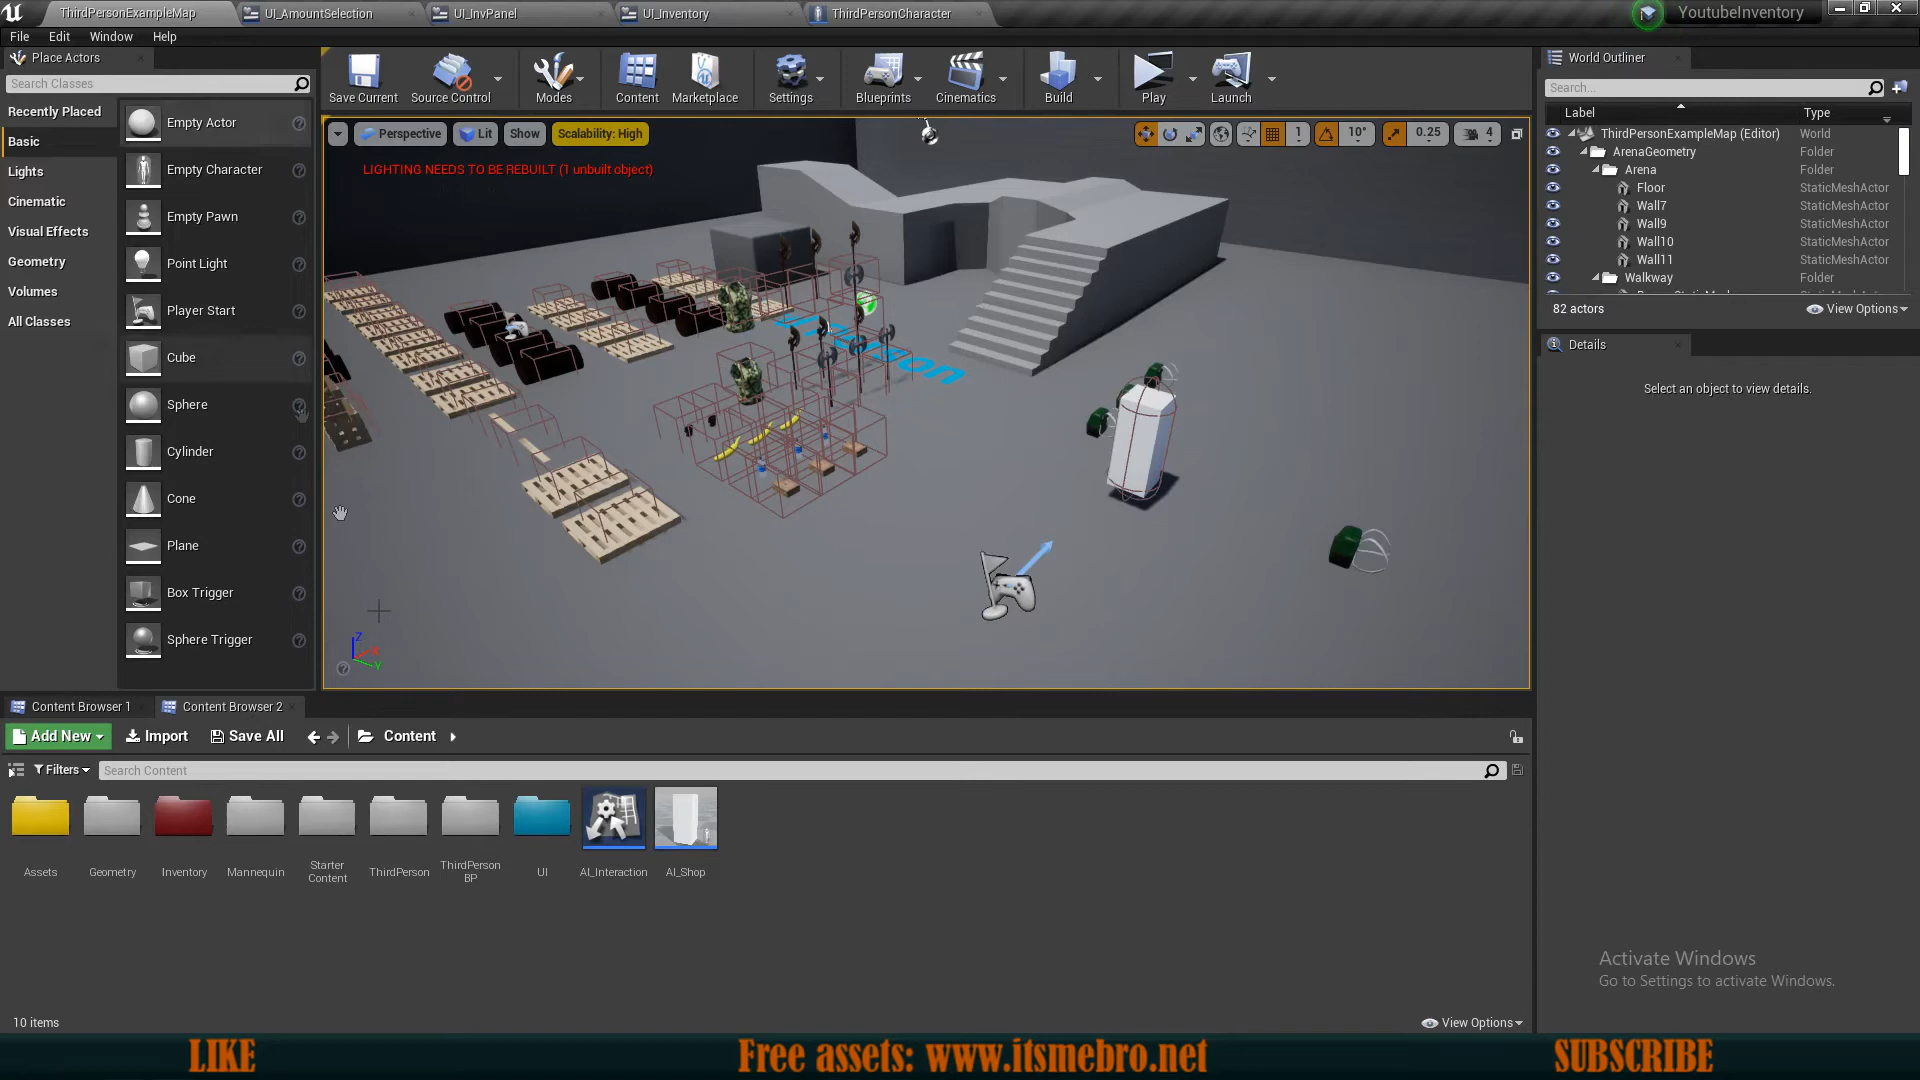 ThirdPersonExampleMap
UI_AmountSelection
UI_InvPanel
UI_Inventory
ThirdPersonCharacter
YoutubeInventory
File
Edit
Window
Help
Place Actors
Search Classes
Recently Placed
Basic
Lights
Cinematic
Visual Effects
Geometry
Volumes
All Classes
Empty Actor
Empty Character
Empty Pawn
Point Light
Player Start
Cube
Sphere
Cylinder
Cone
Plane
Box Trigger
Sphere Trigger
Save Current
Source Control
Modes
Content
Marketplace
Settings
Blueprints
Cinematics
Build
Play
Launch
Perspective
Lit
Show
Scalability: High
1
10°
0.25
4
LIGHTING NEEDS TO BE REBUILT (1 unbuilt object)
Z
X
Y
World Outliner
Search...
Label
Type
ThirdPersonExampleMap (Editor)
World
ArenaGeometry
Folder
Arena
Folder
Floor
StaticMeshActor
Wall7
StaticMeshActor
Wall9
StaticMeshActor
Wall10
StaticMeshActor
Wall11
StaticMeshActor
Walkway
Folder
82 actors
View Options
Details
Select an object to view details.
Content Browser 1
Content Browser 2
Add New
Import
Save All
Content
Filters
Search Content
Assets
Geometry
Inventory
Mannequin
Starter
Content
ThirdPerson
ThirdPerson
BP
UI
AI_Interaction
AI_Shop
Activate Windows
Go to Settings to activate Windows.
10 items
View Options
LIKE
Free assets: www.itsmebro.net
SUBSCRIBE